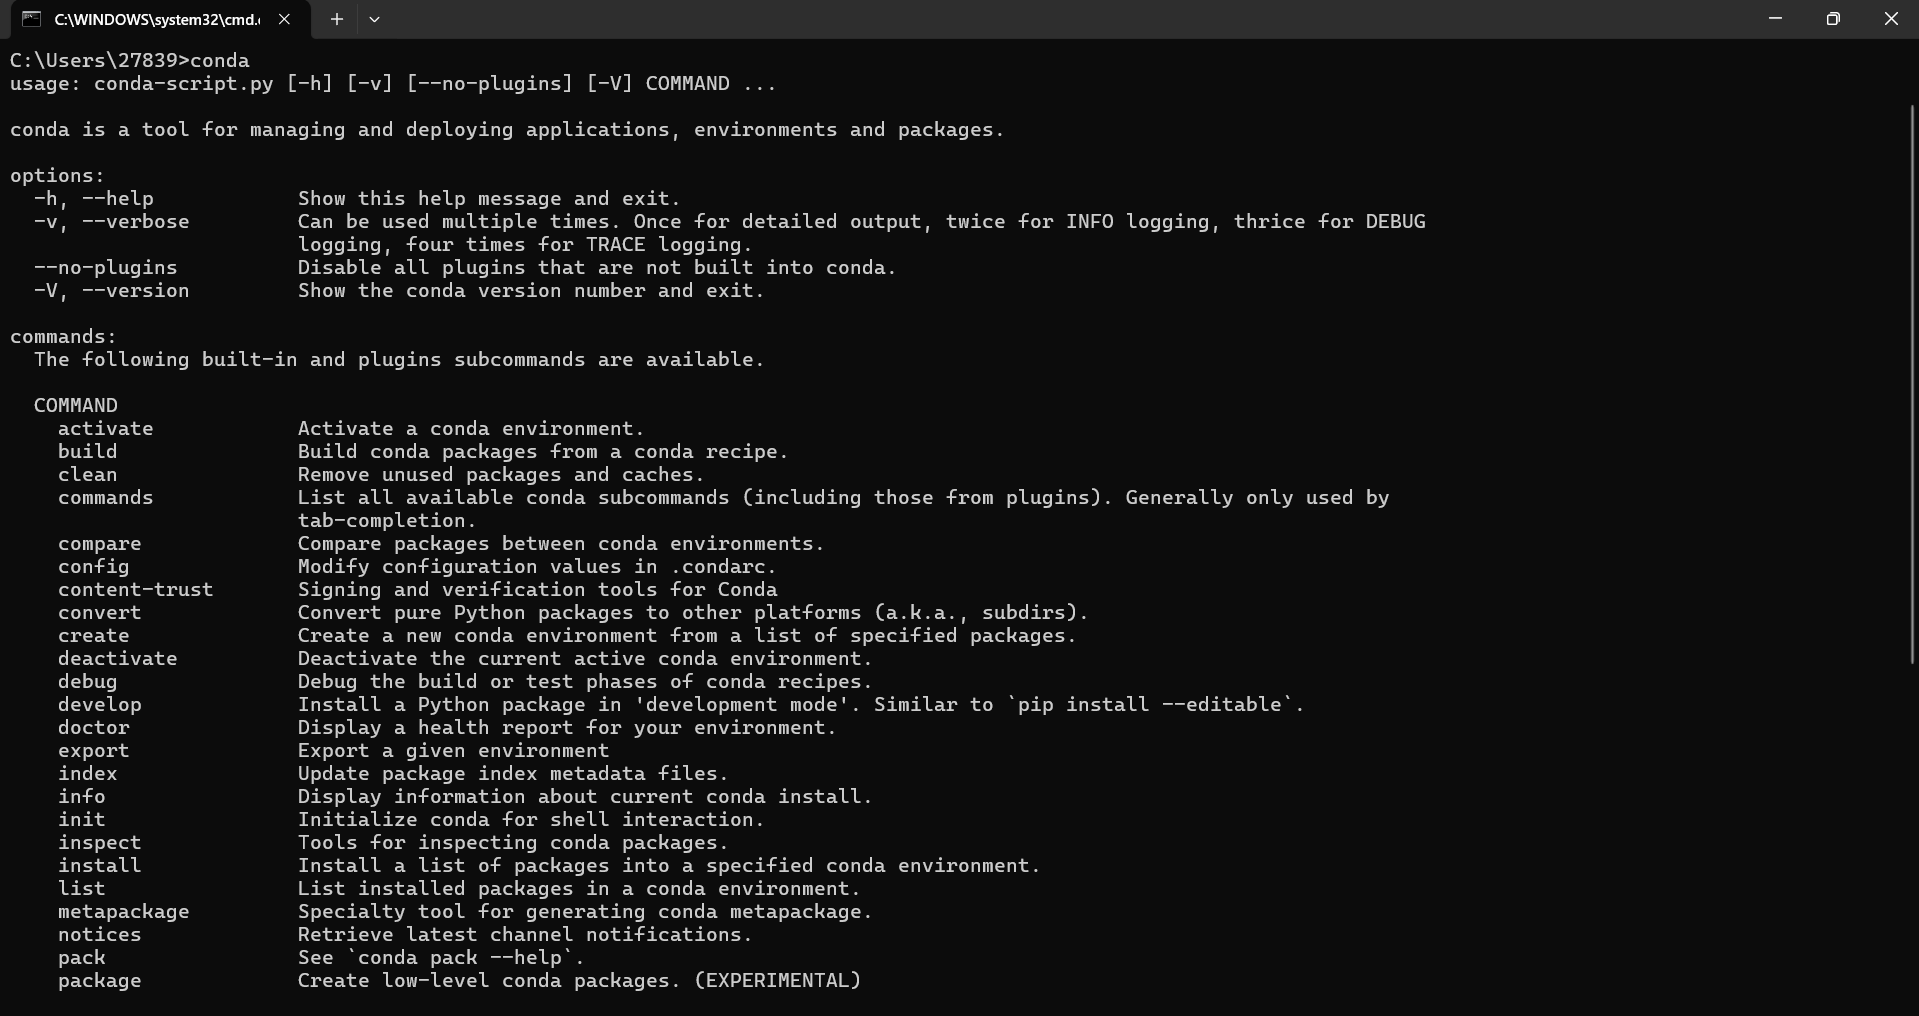 C:\WINDOWS\system32\cmd.
C:\Users\27839>conda
usage: conda-script.py [-h] [-v] [--no-plugins] [-V] COMMAND ...
conda is a tool for managing and deploying applications, environments and packages.
options:
-h, --help Show this help message and exit.
-v, --verbose Can be used multiple times. Once for detailed output, twice for INFO logging, thrice for DEBUG
logging, four times for TRACE logging.
--no-plugins Disable all plugins that are not built into conda.
-V, --version Show the conda version number and exit.
commands:
The following built-in and plugins subcommands are available.
COMMAND
activate Activate a conda environment.
build Build conda packages from a conda recipe.
clean Remove unused packages and caches.
commands List all available conda subcommands (including those from plugins). Generally only used by
tab-completion.
compare Compare packages between conda environments.
config Modify configuration values in .condarc.
content-trust Signing and verification tools for Conda
convert Convert pure Python packages to other platforms (a.k.a., subdirs).
create Create a new conda environment from a list of specified packages.
deactivate Deactivate the current active conda environment.
debug Debug the build or test phases of conda recipes.
develop Install a Python package in 'development mode'. Similar to `pip install --editable`.
doctor Display a health report for your environment.
export Export a given environment
index Update package index metadata files.
info Display information about current conda install.
init Initialize conda for shell interaction.
inspect Tools for inspecting conda packages.
install Install a list of packages into a specified conda environment.
list List installed packages in a conda environment.
metapackage Specialty tool for generating conda metapackage.
notices Retrieve latest channel notifications.
pack See `conda pack --help`.
package Create low-level conda packages. (EXPERIMENTAL)